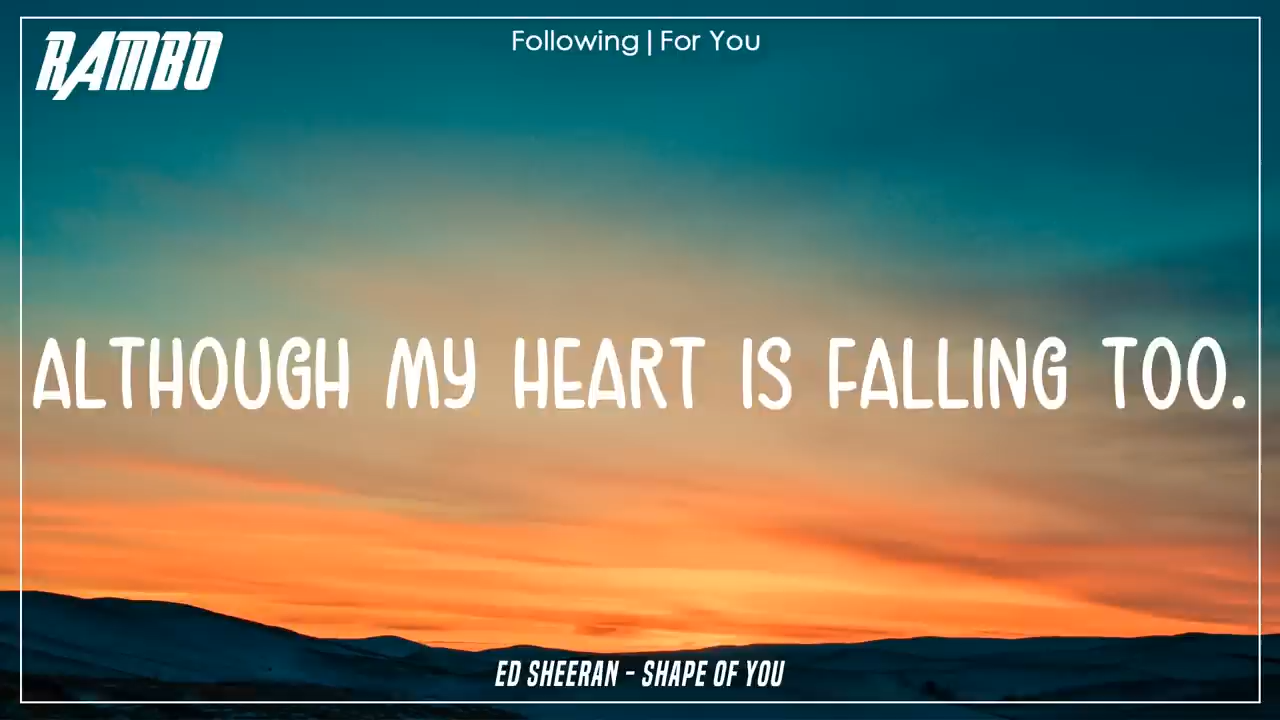 RAMBO
Following|For You
ALTHOUGH MY HEART IS FALLING TOO.
ED SHEERAN - SHAPE OF YOU